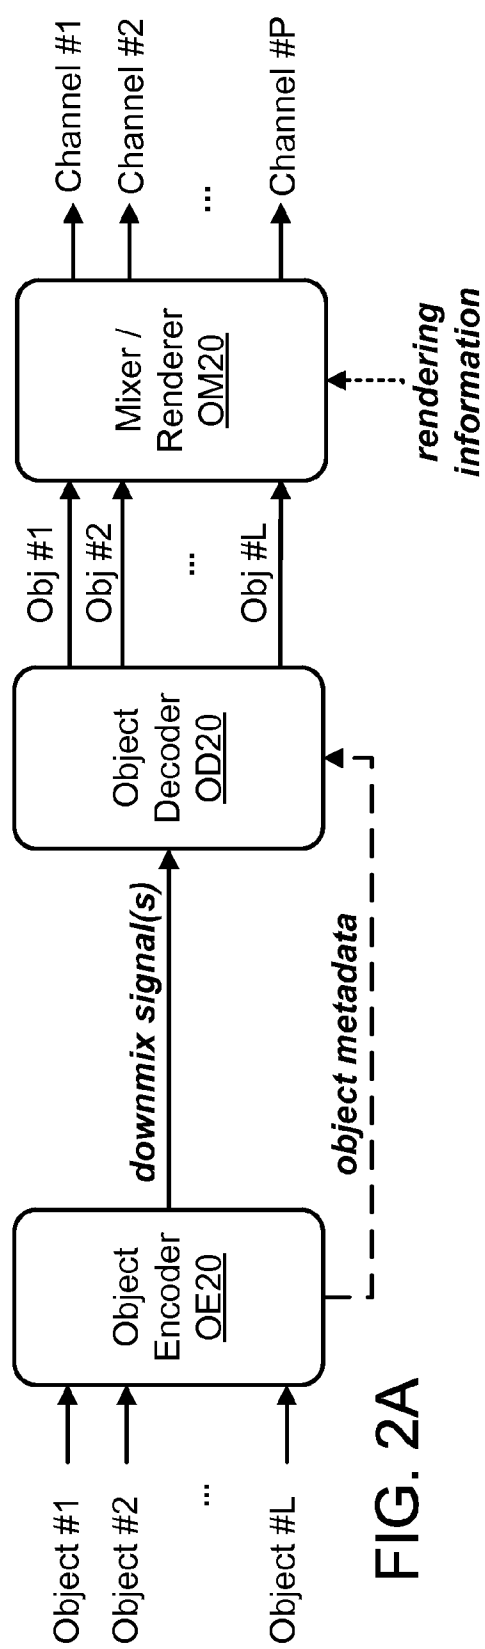 Object #1
Object #2
...
Object #L
Object
Encoder
OE20
downmix signal(s)
object metadata
Object
Decoder
OD20
Obj #1
Obj #2
...
Obj #L
Mixer /
Renderer
OM20
rendering
information
Channel #1
Channel #2
...
Channel #P
FIG. 2A